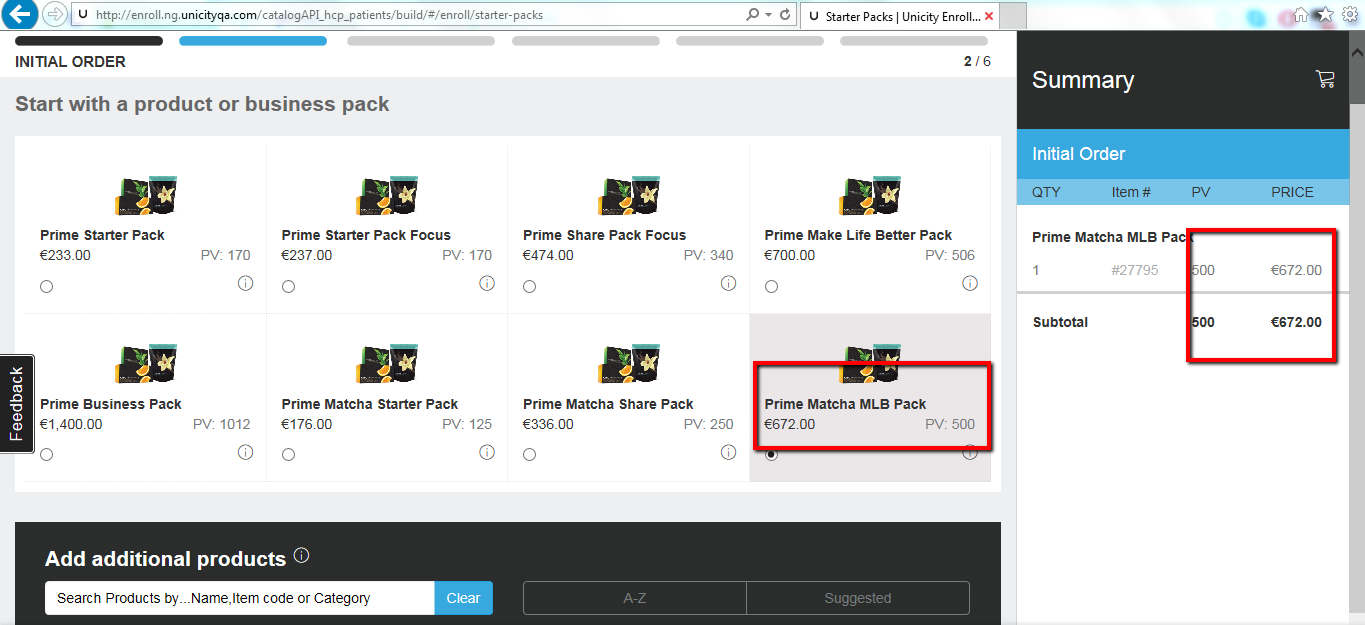 http://enroll.ng.unicityqa.com/catalogAPI_hcp_patients/build/#/enroll/starter-packs
U Starter Packs | Unicity Enroll...
INITIAL ORDER
2 / 6
Start with a product or business pack
Prime Starter Pack
€233.00 PV: 170
Prime Starter Pack Focus
€237.00 PV: 170
Prime Share Pack Focus
€474.00 PV: 340
Prime Make Life Better Pack
€700.00 PV: 506
Prime Business Pack
€1,400.00 PV: 1012
Prime Matcha Starter Pack
€176.00 PV: 125
Prime Matcha Share Pack
€336.00 PV: 250
Prime Matcha MLB Pack
€672.00 PV: 500
Feedback
Add additional products
Search Products by...Name,Item code or Category
Clear
A-Z
Suggested
Summary
Initial Order
QTY Item # PV PRICE
Prime Matcha MLB Pack
1 #27795 500 €672.00
Subtotal 500 €672.00